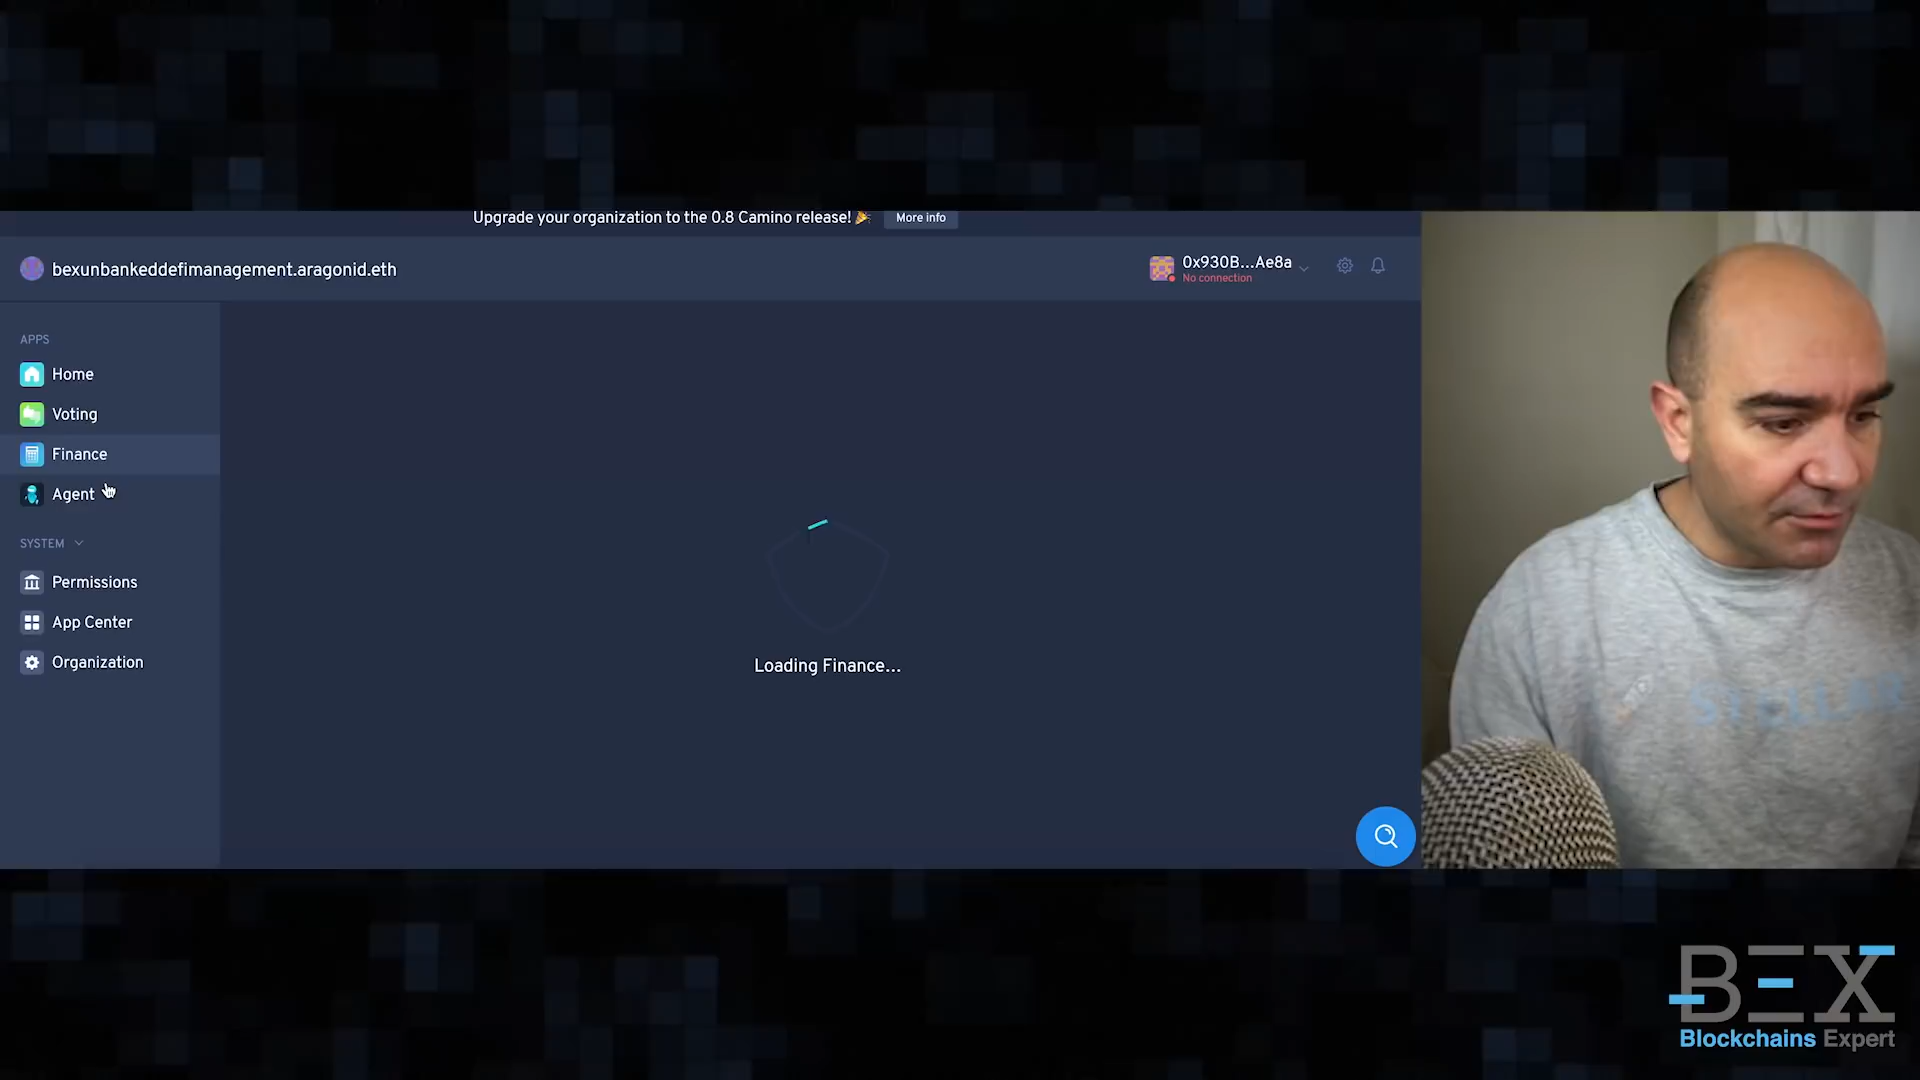 Upgrade your organization to the 0.8 Camino release! 🎉 More info
bexunbankeddefimanagement.aragonid.eth
0x930B...Ae8a
No connection
APPS
Home
Voting
Finance
Agent
SYSTEM
Permissions
App Center
Organization
Loading Finance...
STELLAR
BEX
Blockchains Expert